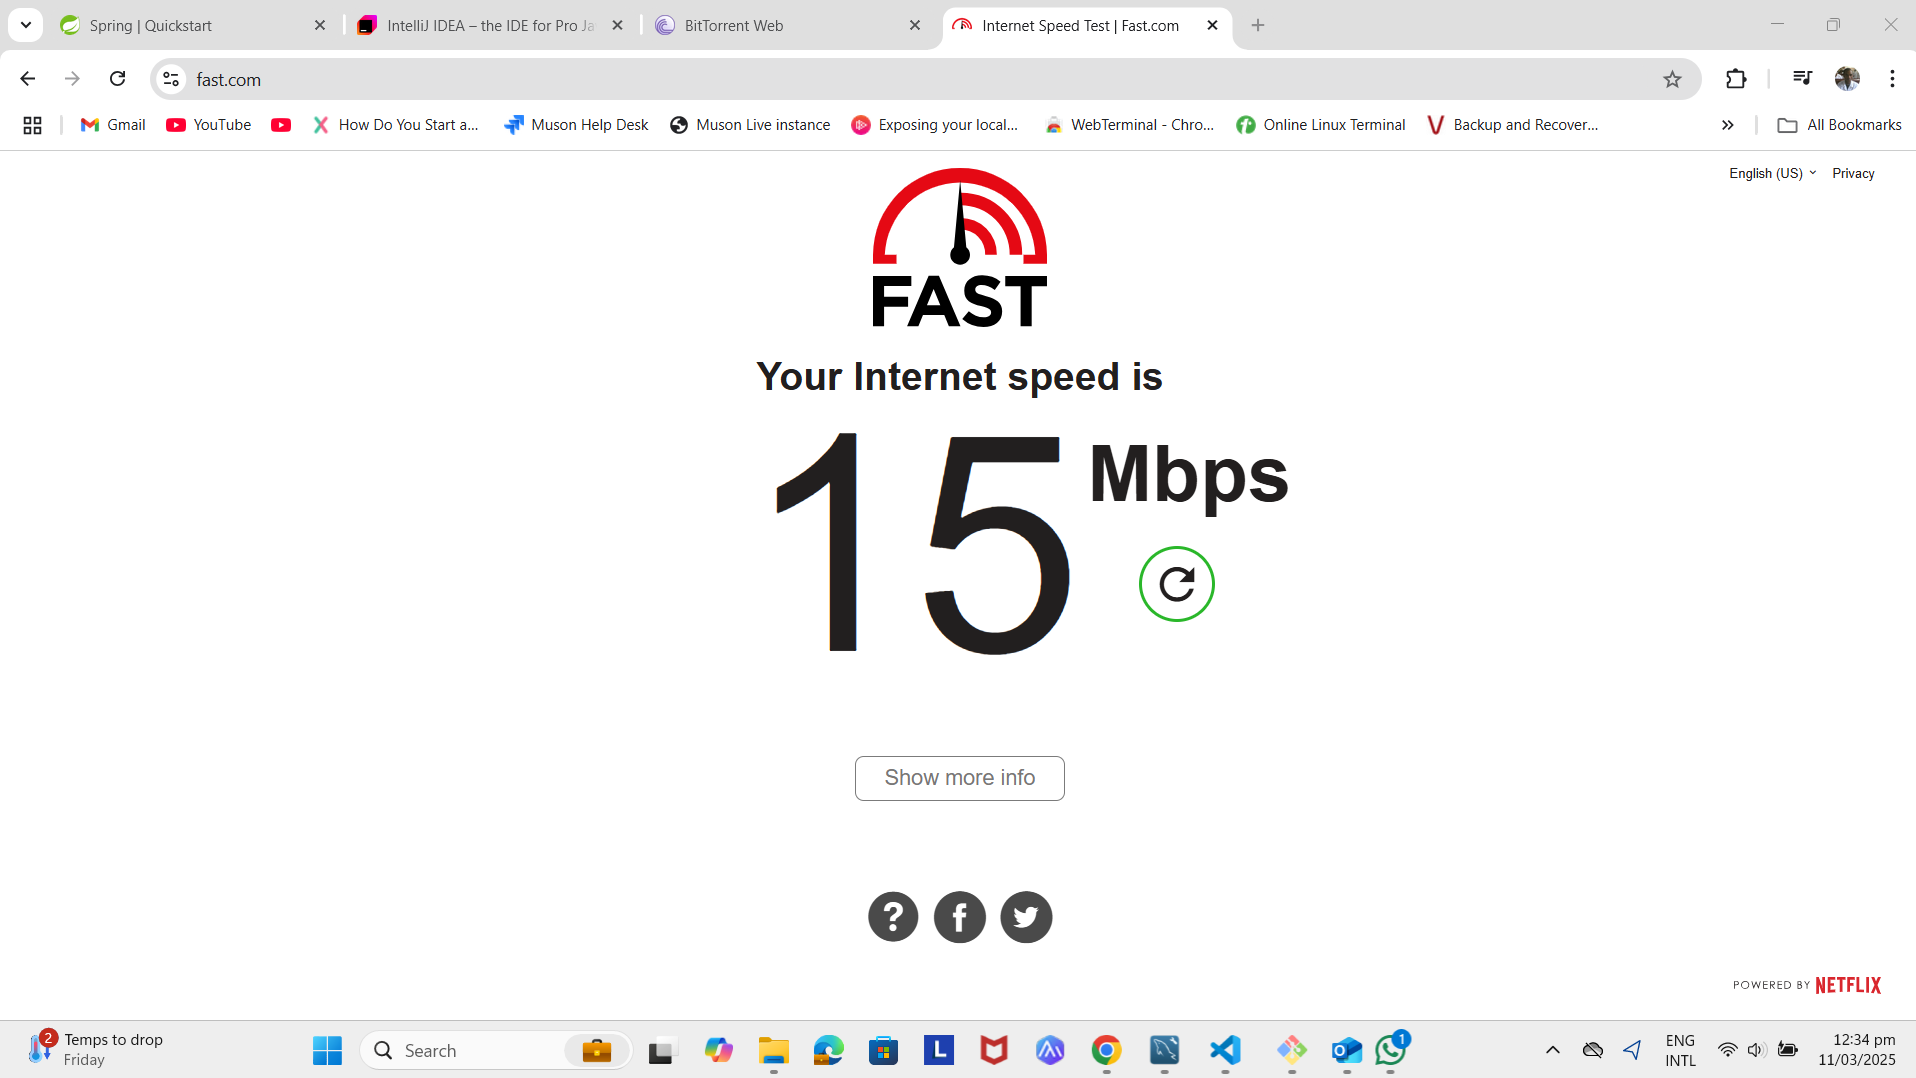 Spring | Quickstart
IntelliJ IDEA – the IDE for Pro Ja
BitTorrent Web
Internet Speed Test | Fast.com
fast.com
Gmail
YouTube
How Do You Start a...
Muson Help Desk
Muson Live instance
Exposing your local...
WebTerminal - Chro...
Online Linux Terminal
Backup and Recover...
All Bookmarks
English (US)
Privacy
FAST
Your Internet speed is
15 Mbps
Show more info
POWERED BY NETFLIX
2
Temps to drop
Friday
Search
L
1
ENG
INTL
12:34 pm
11/03/2025